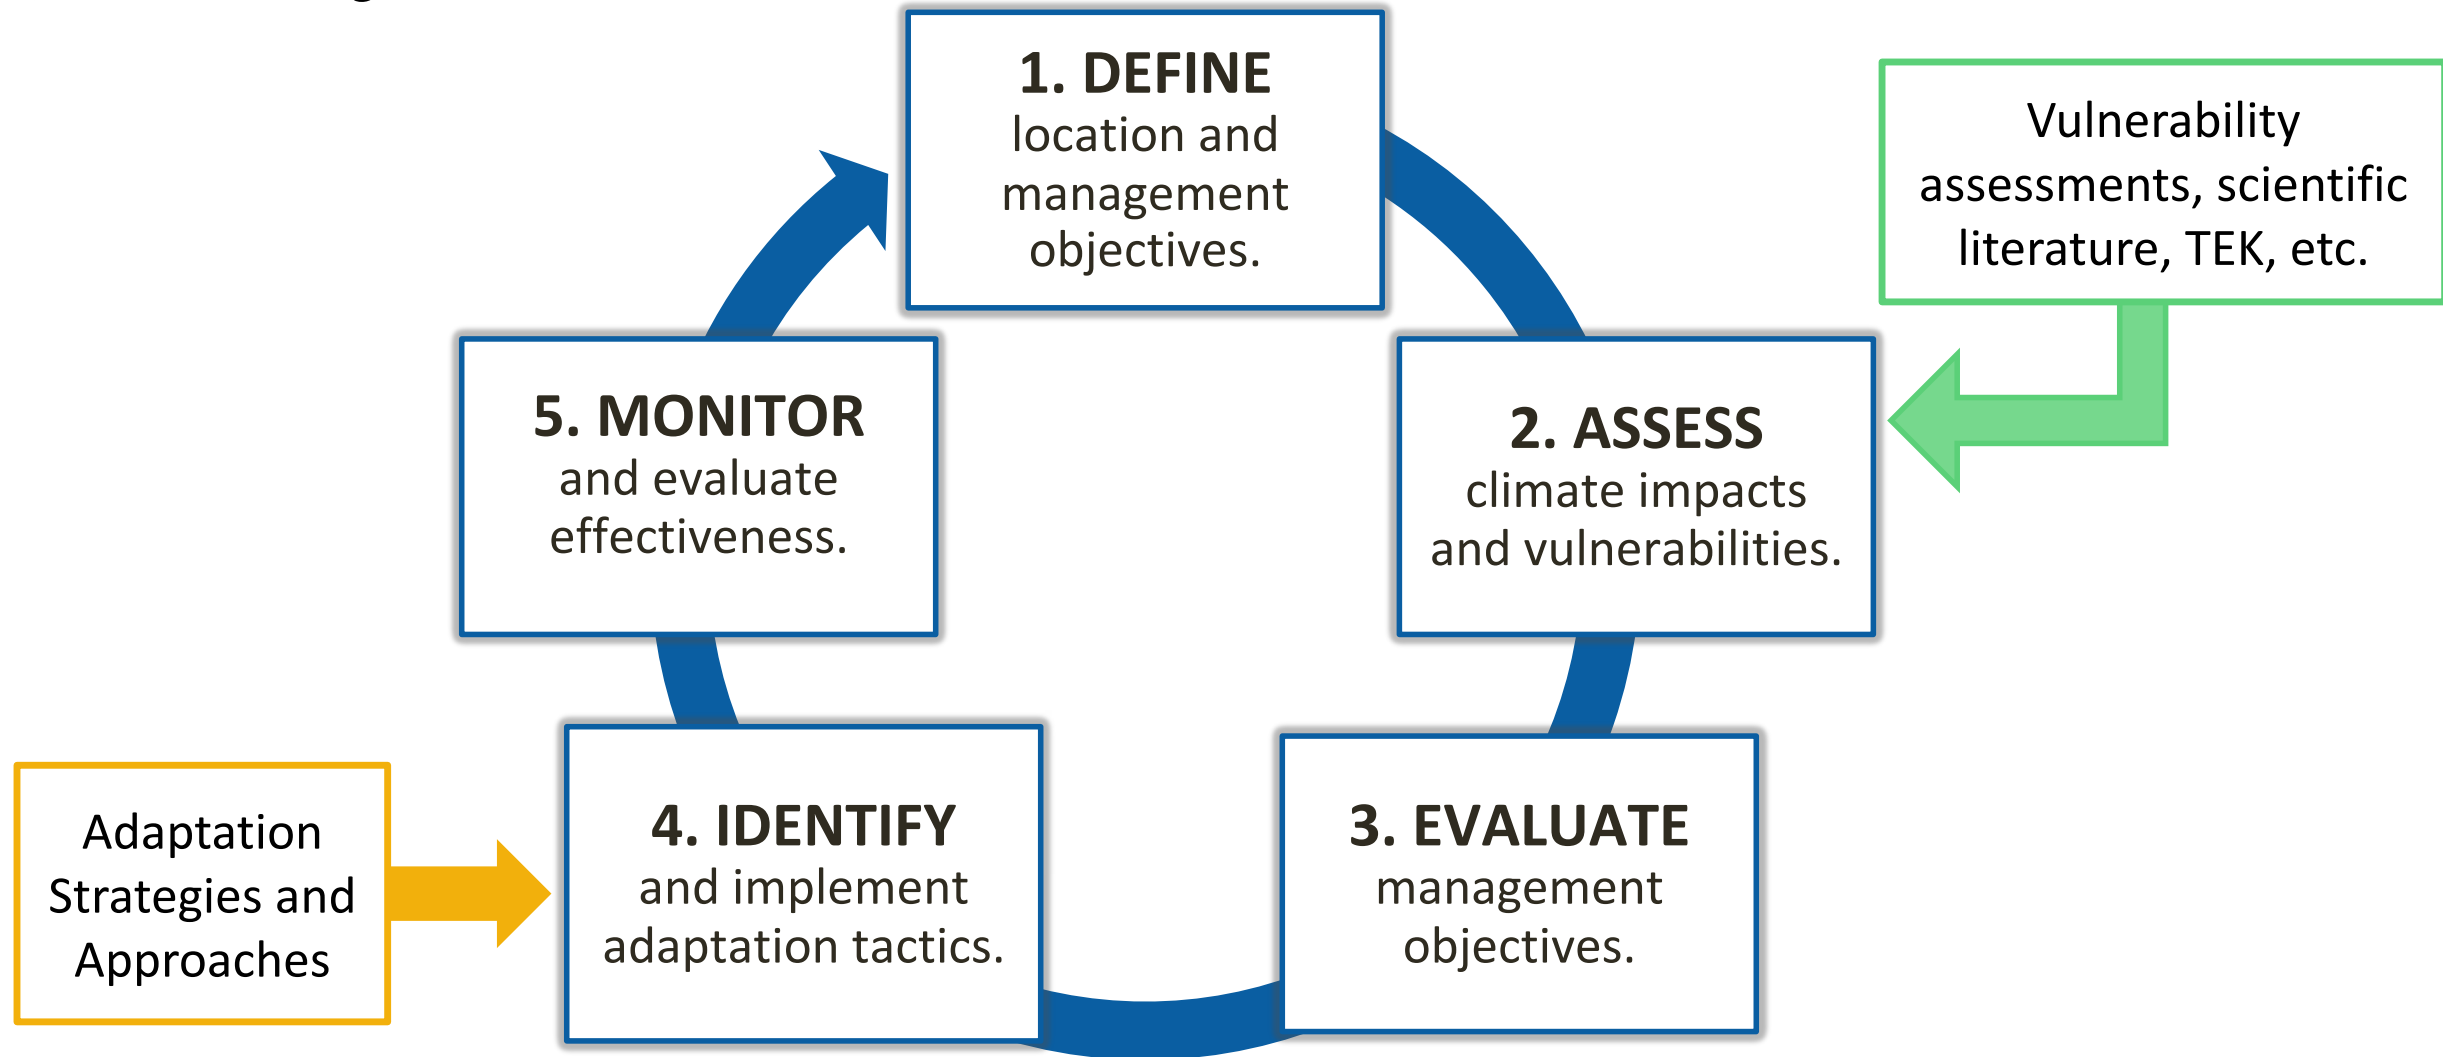 1. DEFINE
location and
management
objectives.
Vulnerability
assessments, scientific
literature, TEK, etc.
2. ASSESS
climate impacts
and vulnerabilities.
3. EVALUATE
management
objectives.
4. IDENTIFY
and implement
adaptation tactics.
Adaptation
Strategies and
Approaches
5. MONITOR
and evaluate
effectiveness.